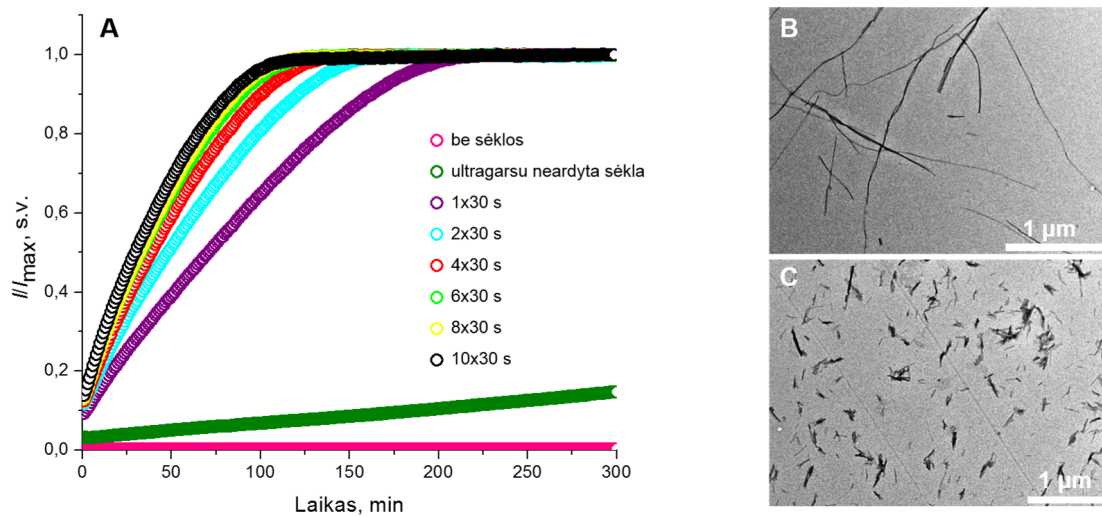 A
I/Imax, s.v.
1,0
0,8
0,6
0,4
0,2
0,0
0 50 100 150 200 250 300
Laikas, min
be sėklos
ultragarsu neardyta sėkla
1x30 s
2x30 s
4x30 s
6x30 s
8x30 s
10x30 s
B
1 µm
C
1 µm